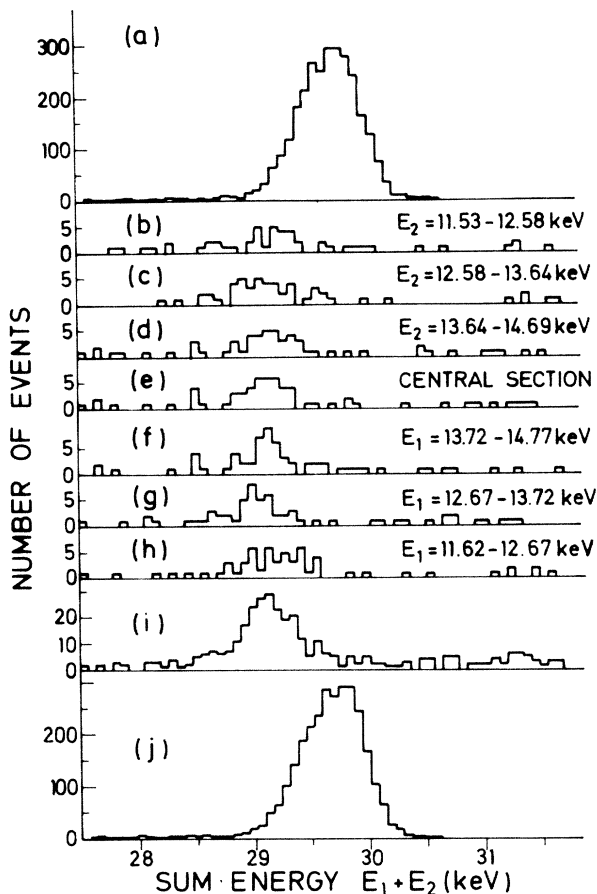 (a)
300
200
100
0
(b)
E2 = 11.53 - 12.58 keV
5
0
(c)
E2 = 12.58 - 13.64 keV
5
0
(d)
E2 = 13.64 - 14.69 keV
5
0
(e)
CENTRAL SECTION
5
0
(f)
E1 = 13.72 - 14.77 keV
5
0
(g)
E1 = 12.67 - 13.72 keV
5
0
(h)
E1 = 11.62 - 12.67 keV
5
0
(i)
20
10
0
(j)
200
100
0
28 29 30 31
SUM · ENERGY E1 + E2 (keV)
NUMBER OF EVENTS